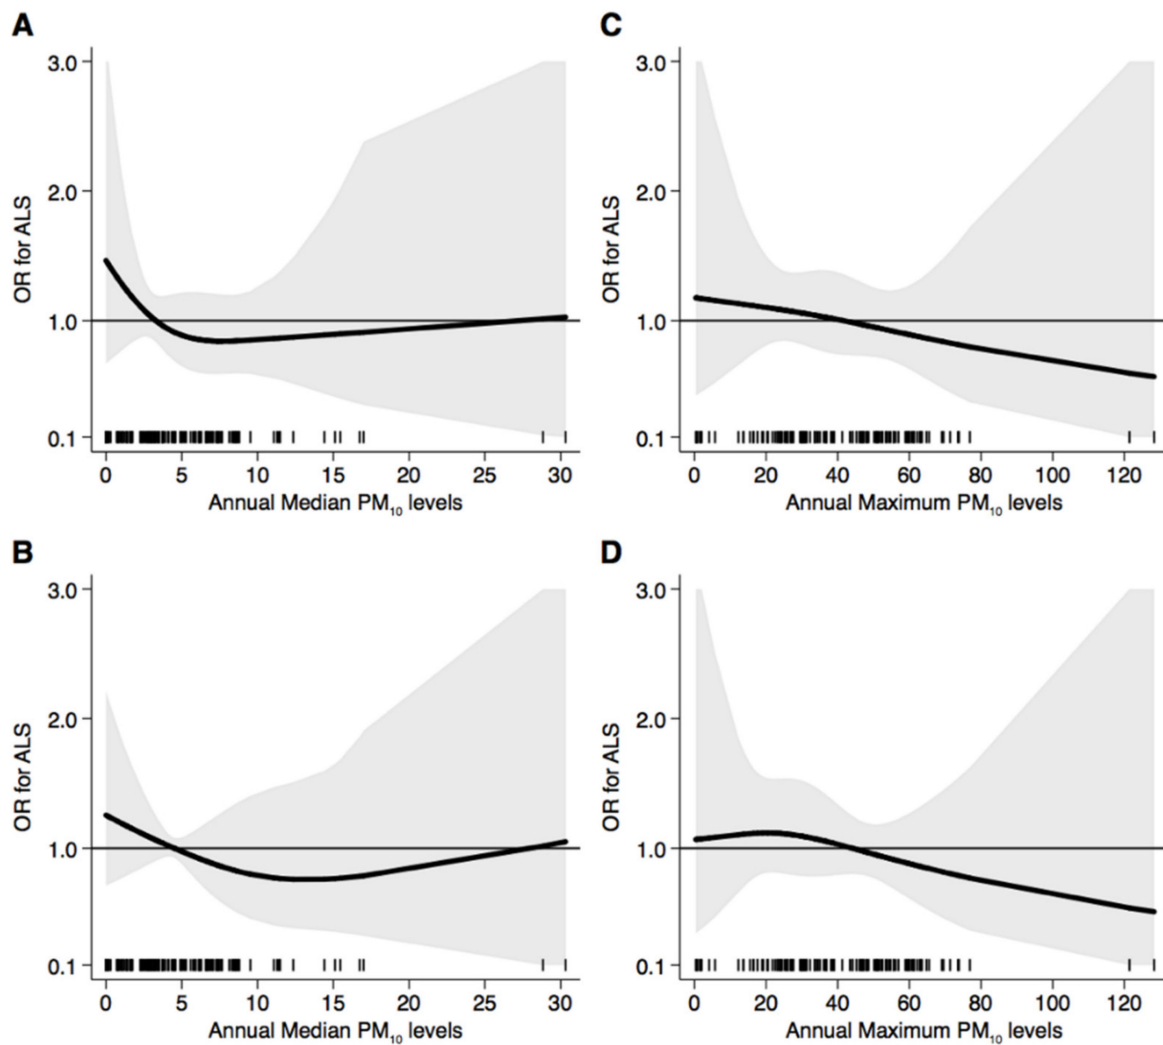 A
3.0
2.0
1.0
0.1
OR for ALS
0 5 10 15 20 25 30
Annual Median PM₁₀ levels
C
3.0
2.0
1.0
0.1
OR for ALS
0 20 40 60 80 100 120
Annual Maximum PM₁₀ levels
B
3.0
2.0
1.0
0.1
OR for ALS
0 5 10 15 20 25 30
Annual Median PM₁₀ levels
D
3.0
2.0
1.0
0.1
OR for ALS
0 20 40 60 80 100 120
Annual Maximum PM₁₀ levels